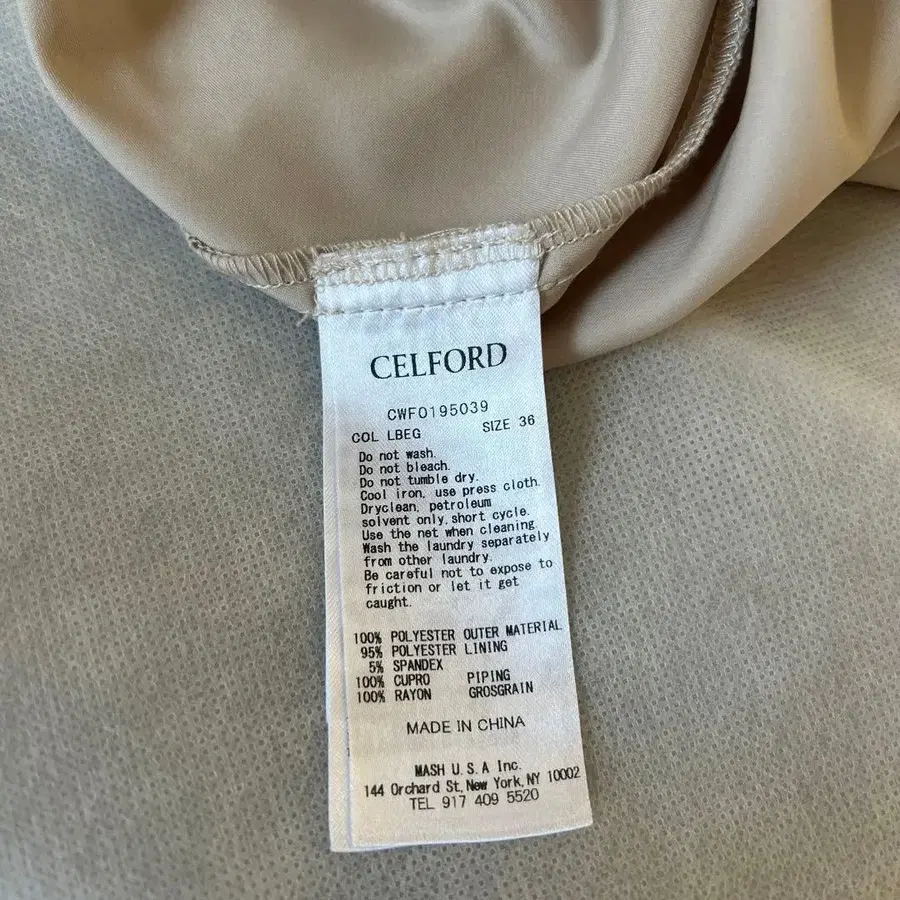 CELFORD
CWF0195039
COL LBEG SIZE 36
Do not wash.
Do not bleach.
Do not tumble dry.
Cool iron, use press cloth.
Dryclean, petroleum
solvent only, short cycle.
Use the net when cleaning.
Wash the laundry separately
from other laundry.
Be careful not to expose to
friction or let it get
caught.
100% POLYESTER OUTER MATERIAL
95% POLYESTER LINING
5% SPANDEX
100% CUPRO PIPING
100% RAYON GROSGRAIN
MADE IN CHINA
MASH U.S.A Inc.
144 Orchard St, New York, NY 10002
TEL 917 409 5520